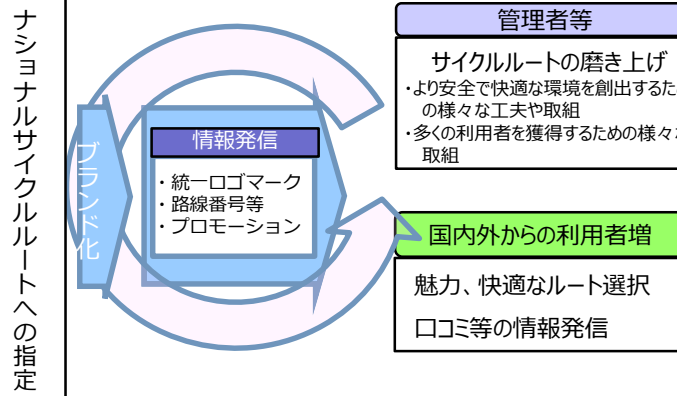 ナショナルサイクルルートへの指定
ブランド化
情報発信
・統一ロゴマーク
・路線番号等
・プロモーション
管理者等
サイクルルートの磨き上げ
・より安全で快適な環境を創出するた
の様々な工夫や取組
・多くの利用者を獲得するための様々
取組
国内外からの利用者増
魅力、快適なルート選択
口コミ等の情報発信